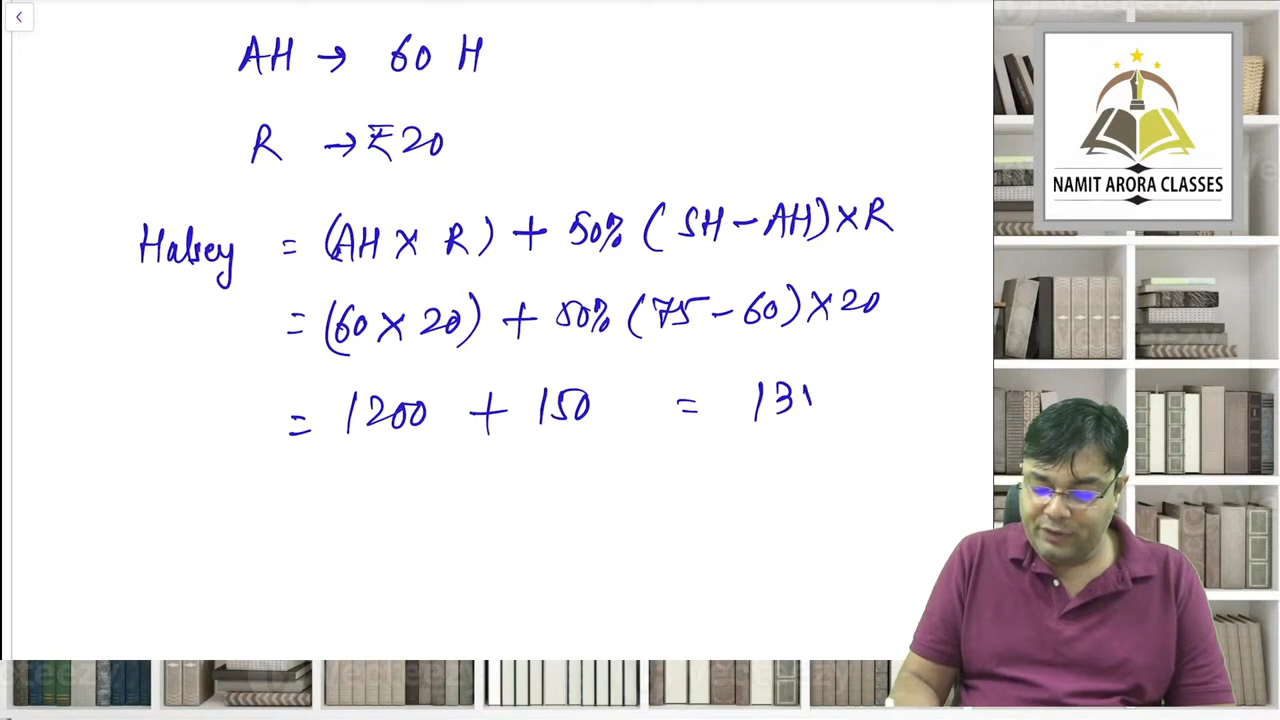 AH → 60 H
R → ₹20
Halsey = (AH × R) + 50% (SH - AH) × R
= (60 × 20) + 50% (75 - 60) × 20
= 1200 + 150 = 13
NAMIT ARORA CLASSES